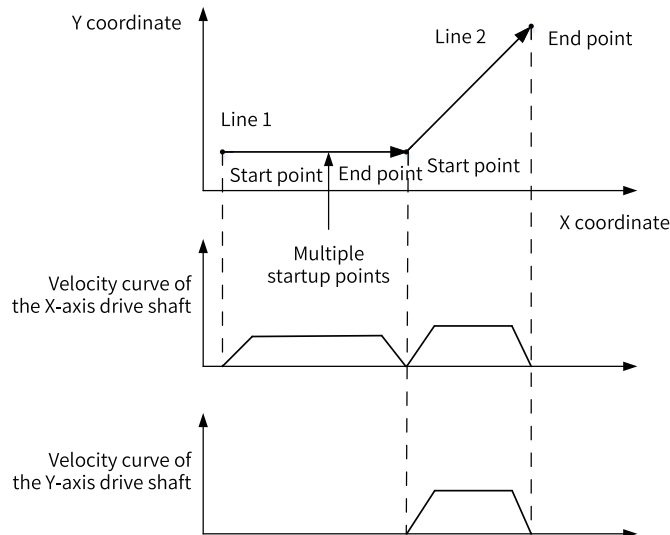 Y coordinate
Line 2
End point
Line 1
Start point
End point
Start point
X coordinate
Multiple
startup points
Velocity curve of
the X-axis drive shaft
Velocity curve of
the Y-axis drive shaft